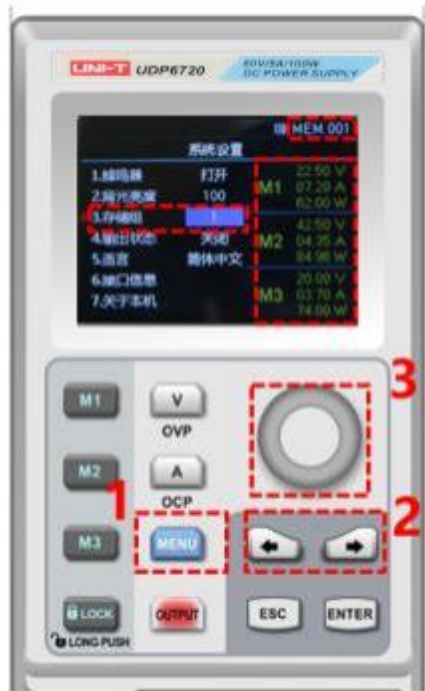 UNI-T UDP6720 60V/5A/100W
DC POWER SUPPLY
MEM 001
系统设置
1.蜂鸣器 打开
2.背光亮度 100
3.存储组 1
4.输出状态 关闭
5.语言 简体中文
6.接口信息
7.关于本机
M1 22.50 V
07.20 A
62.00 W
M2 42.50 V
04.35 A
84.96 W
M3 20.00 V
03.70 A
74.00 W
3
M1 V
OVP
M2 A
OCP
1
2
M3 MENU
LOCK OUTPUT ESC ENTER
LONG PUSH